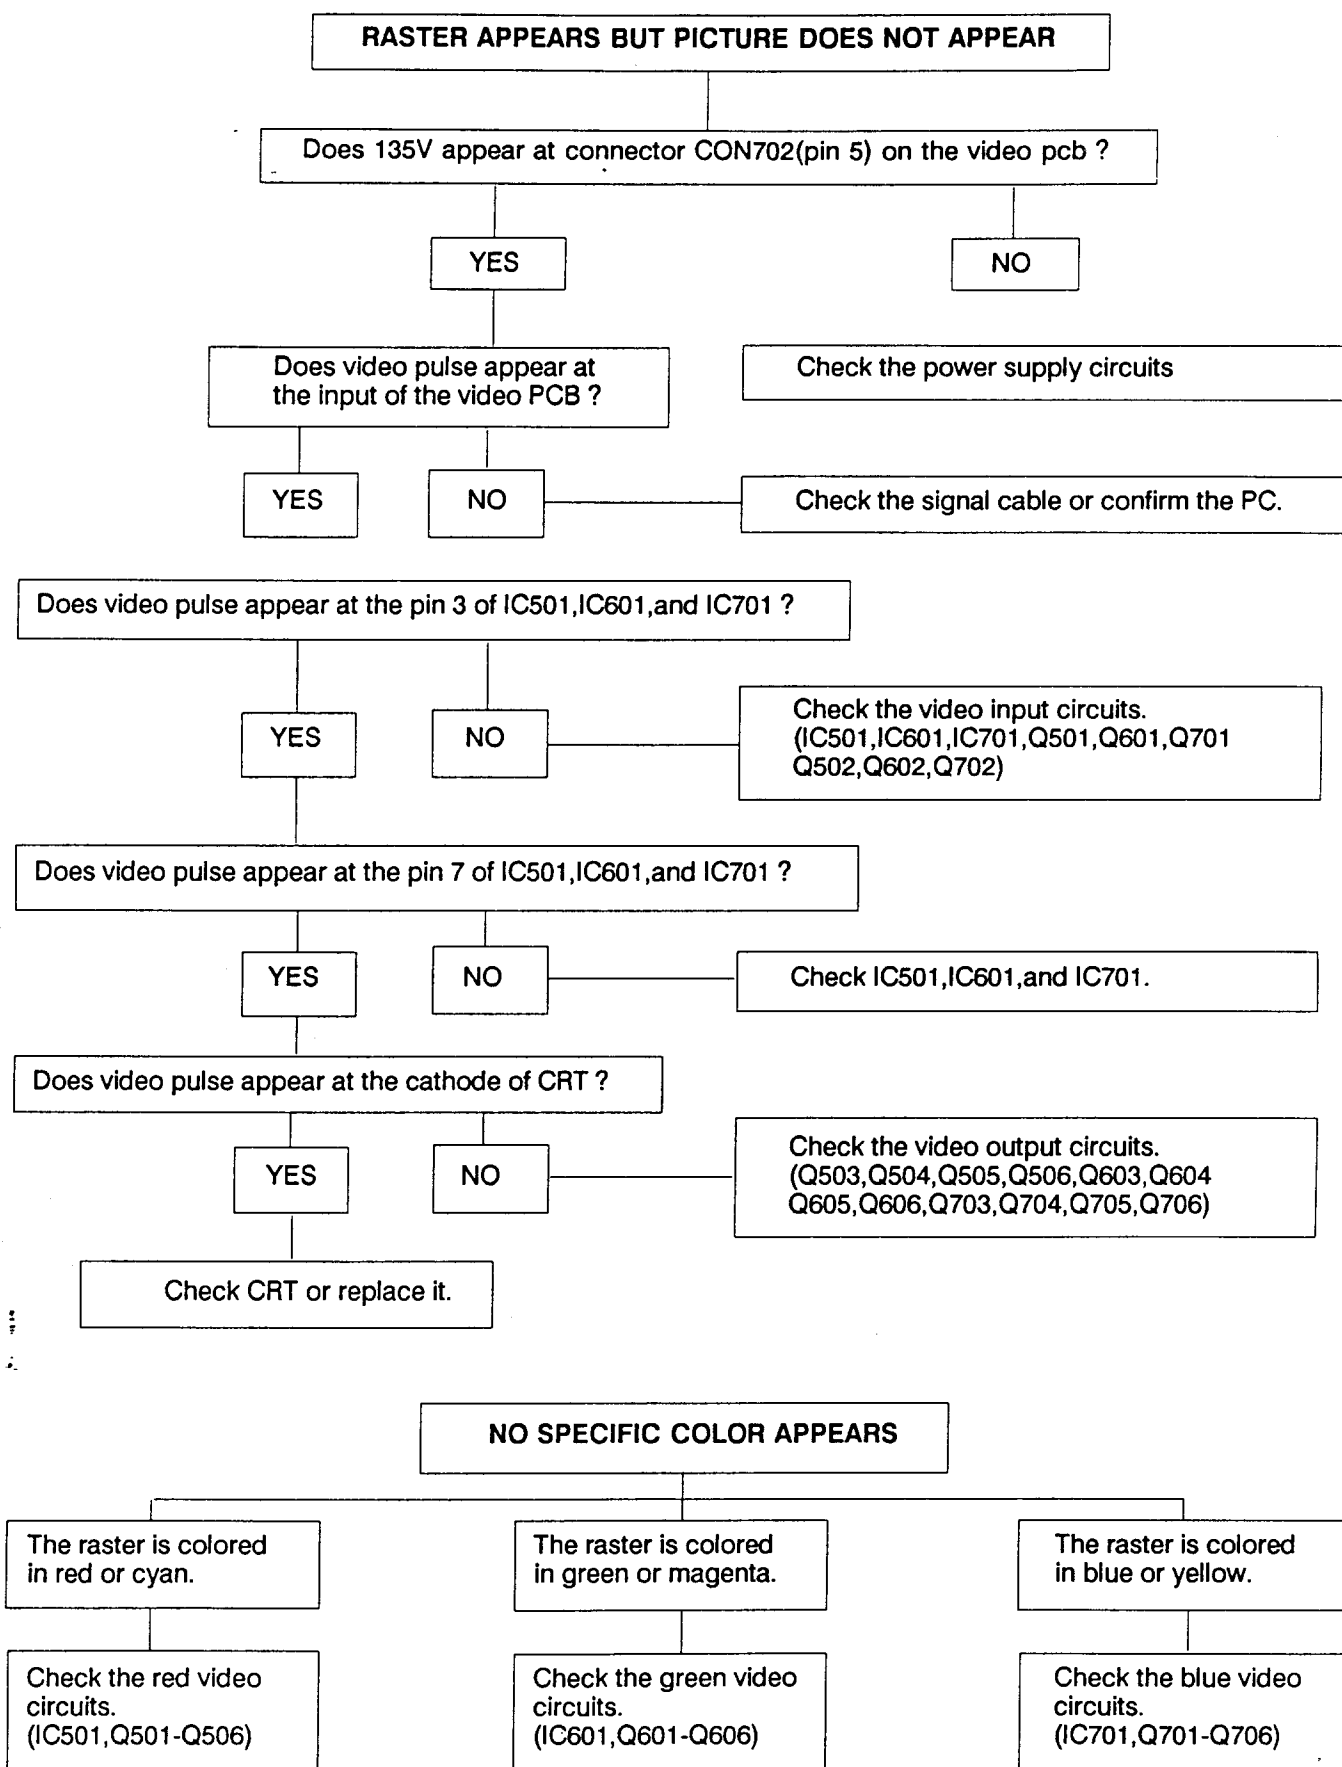 RASTER APPEARS BUT PICTURE DOES NOT APPEAR
Does 135V appear at connector CON702(pin 5) on the video pcb ?
YES
NO
Does video pulse appear at
the input of the video PCB ?
Check the power supply circuits
YES
NO
Check the signal cable or confirm the PC.
Does video pulse appear at the pin 3 of IC501,IC601,and IC701 ?
YES
NO
Check the video input circuits.
(IC501,IC601,IC701,Q501,Q601,Q701
Q502,Q602,Q702)
Does video pulse appear at the pin 7 of IC501,IC601,and IC701 ?
YES
NO
Check IC501,IC601,and IC701.
Does video pulse appear at the cathode of CRT ?
YES
NO
Check the video output circuits.
(Q503,Q504,Q505,Q506,Q603,Q604
Q605,Q606,Q703,Q704,Q705,Q706)
Check CRT or replace it.
NO SPECIFIC COLOR APPEARS
The raster is colored
in red or cyan.
The raster is colored
in green or magenta.
The raster is colored
in blue or yellow.
Check the red video
circuits.
(IC501,Q501-Q506)
Check the green video
circuits.
(IC601,Q601-Q606)
Check the blue video
circuits.
(IC701,Q701-Q706)